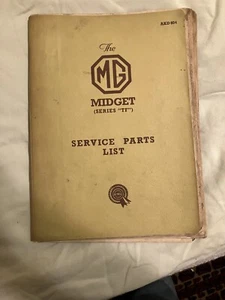 The
MG
MIDGET
(SERIES "TF")
SERVICE PARTS
LIST